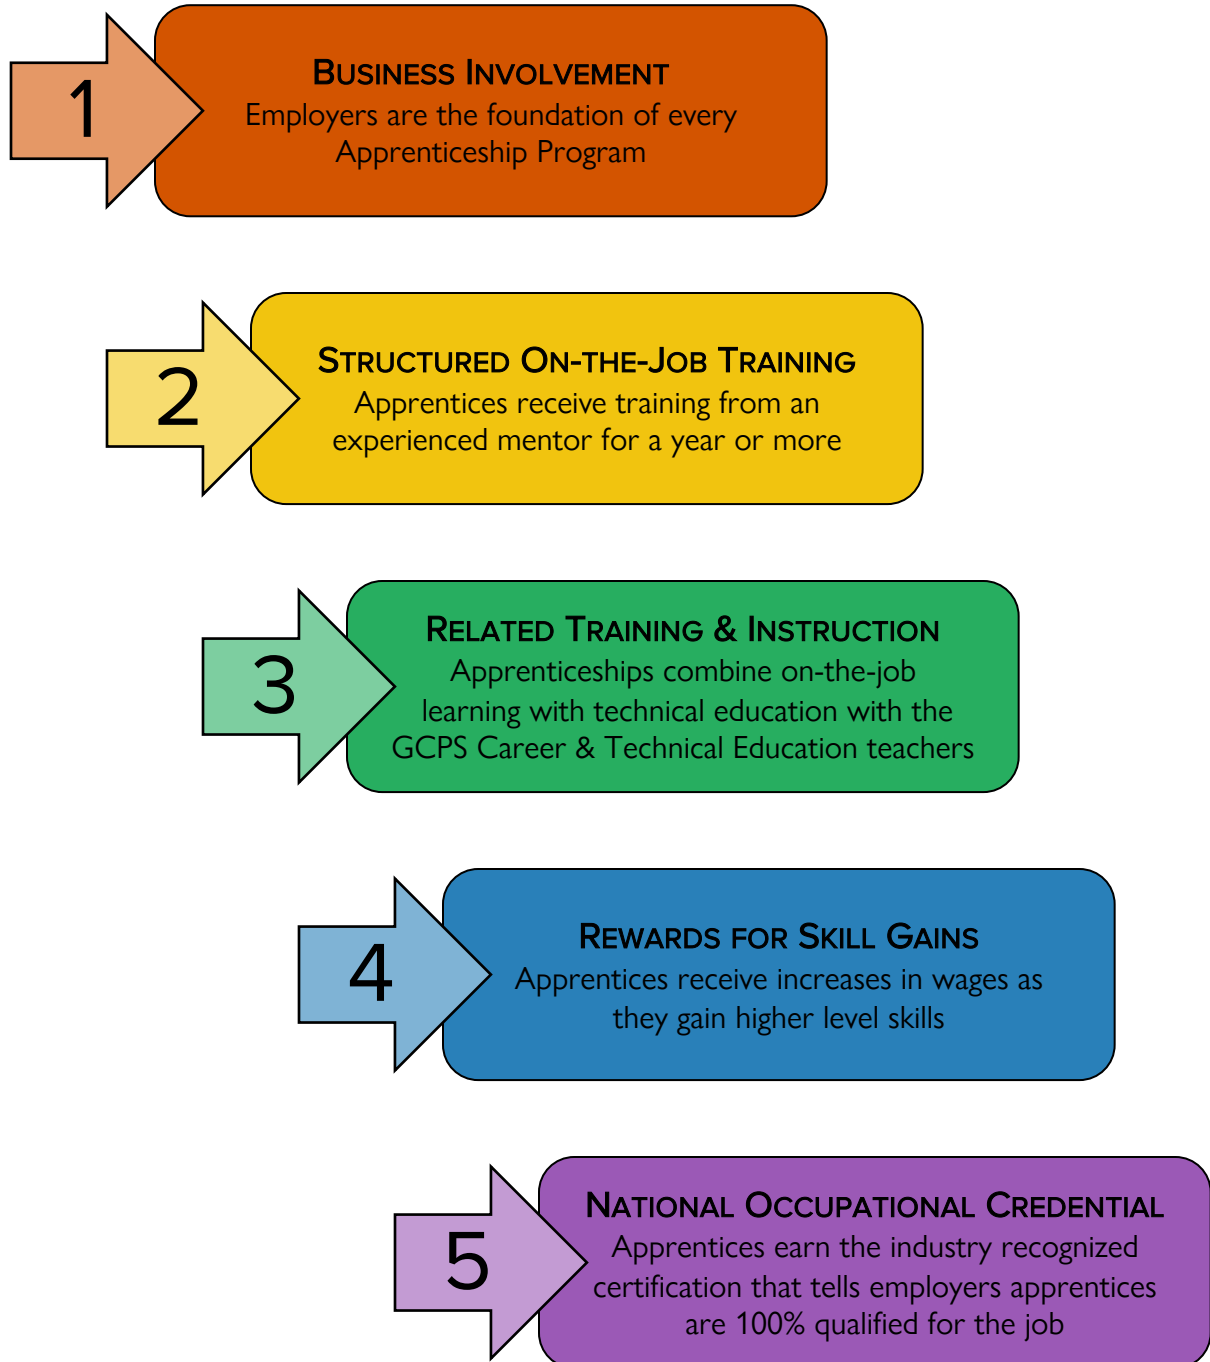 1
BUSINESS INVOLVEMENT
Employers are the foundation of every
Apprenticeship Program
2
STRUCTURED ON-THE-JOB TRAINING
Apprentices receive training from an
experienced mentor for a year or more
3
RELATED TRAINING & INSTRUCTION
Apprenticeships combine on-the-job
learning with technical education with the
GCPS Career & Technical Education teachers
4
REWARDS FOR SKILL GAINS
Apprentices receive increases in wages as
they gain higher level skills
5
NATIONAL OCCUPATIONAL CREDENTIAL
Apprentices earn the industry recognized
certification that tells employers apprentices
are 100% qualified for the job